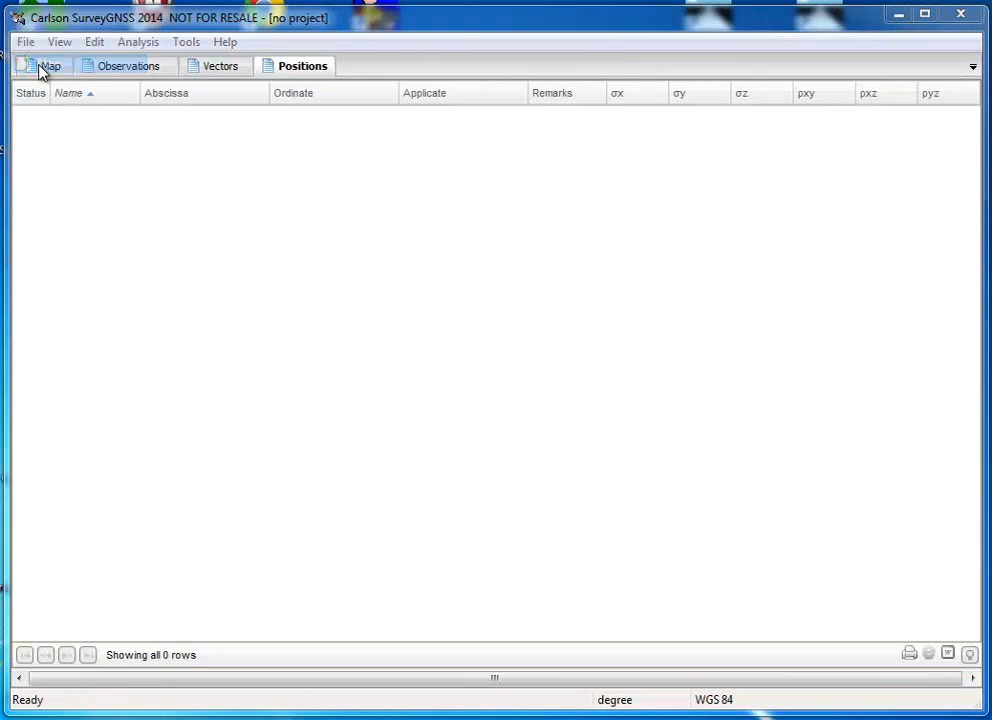 Carlson SurveyGNSS 2014 NOT FOR RESALE - [no project]
File View Edit Analysis Tools Help
Map Observations Vectors Positions
Status Name Abscissa Ordinate Applicate Remarks σx σy σz ρxy ρxz ρyz
Showing all 0 rows
Ready degree WGS 84